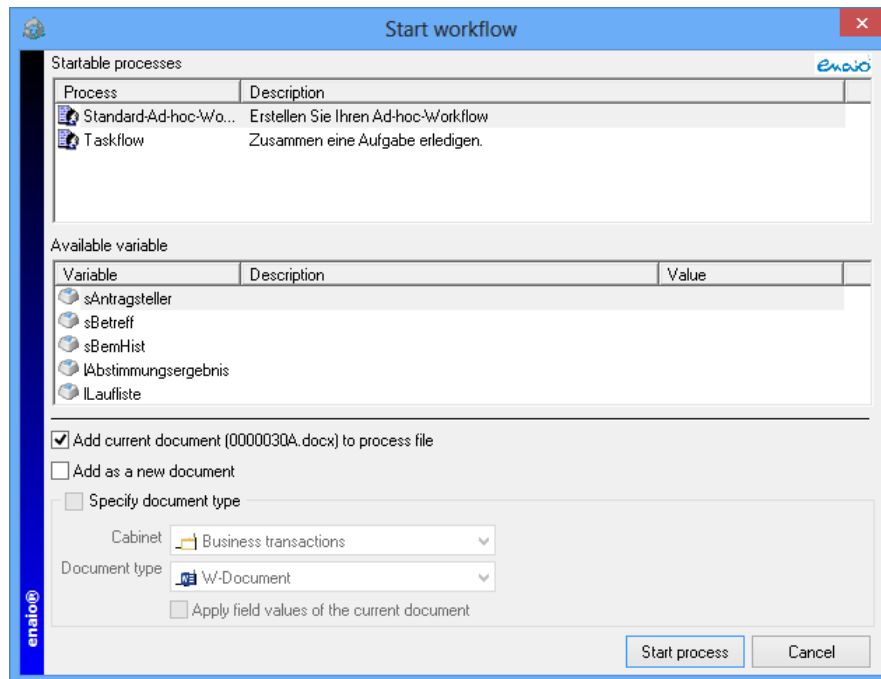 Start workflow
Startable processes
enaio
Process Description
Standard-Ad-hoc-Wo... Erstellen Sie Ihren Ad-hoc-Workflow
Taskflow Zusammen eine Aufgabe erledigen.
Available variable
Variable Description Value
sAntragsteller
sBetreff
sBemHist
lAbstimmungsergebnis
lLaufliste
Add current document (0000030A.docx) to process file
Add as a new document
Specify document type
Cabinet Business transactions
Document type W-Document
Apply field values of the current document
enaio®
Start process Cancel